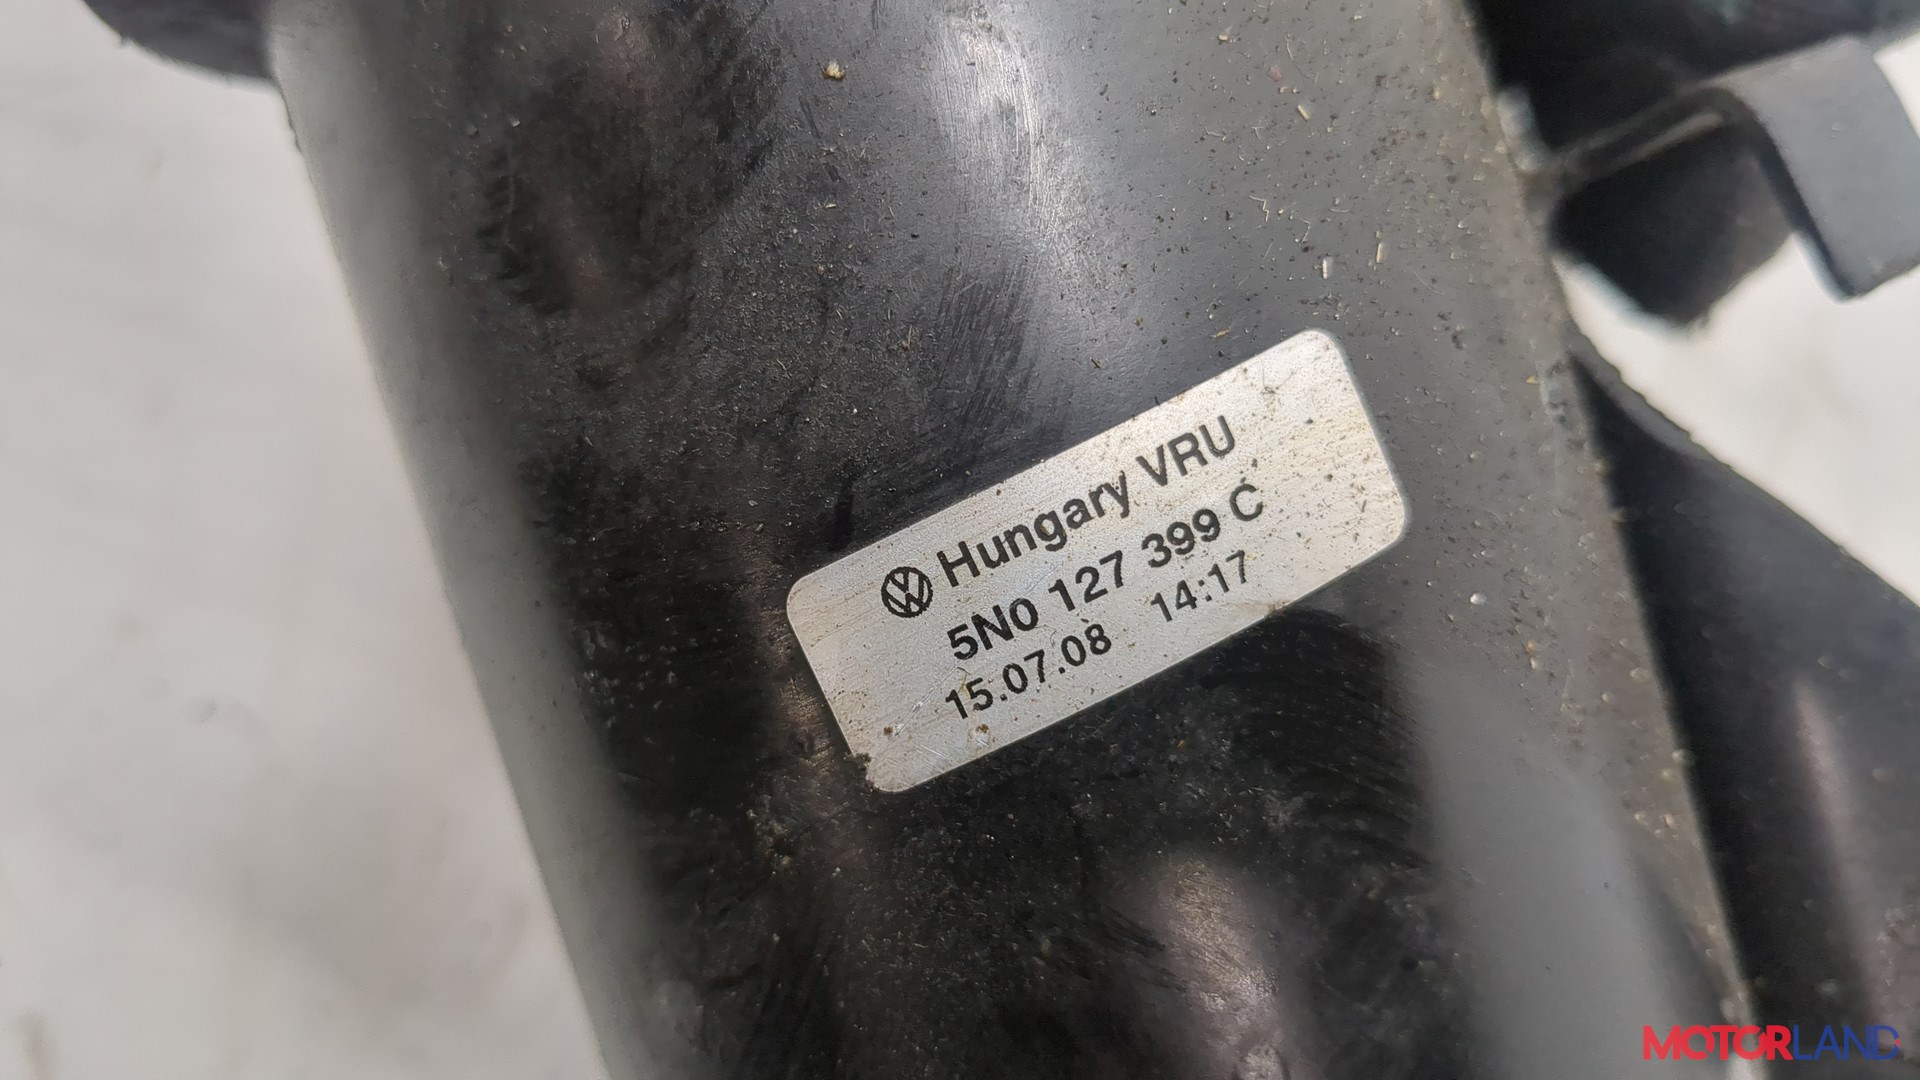 Hungary VRU
5N0 127 399 C
15.07.08 14:17
MOTORLAND